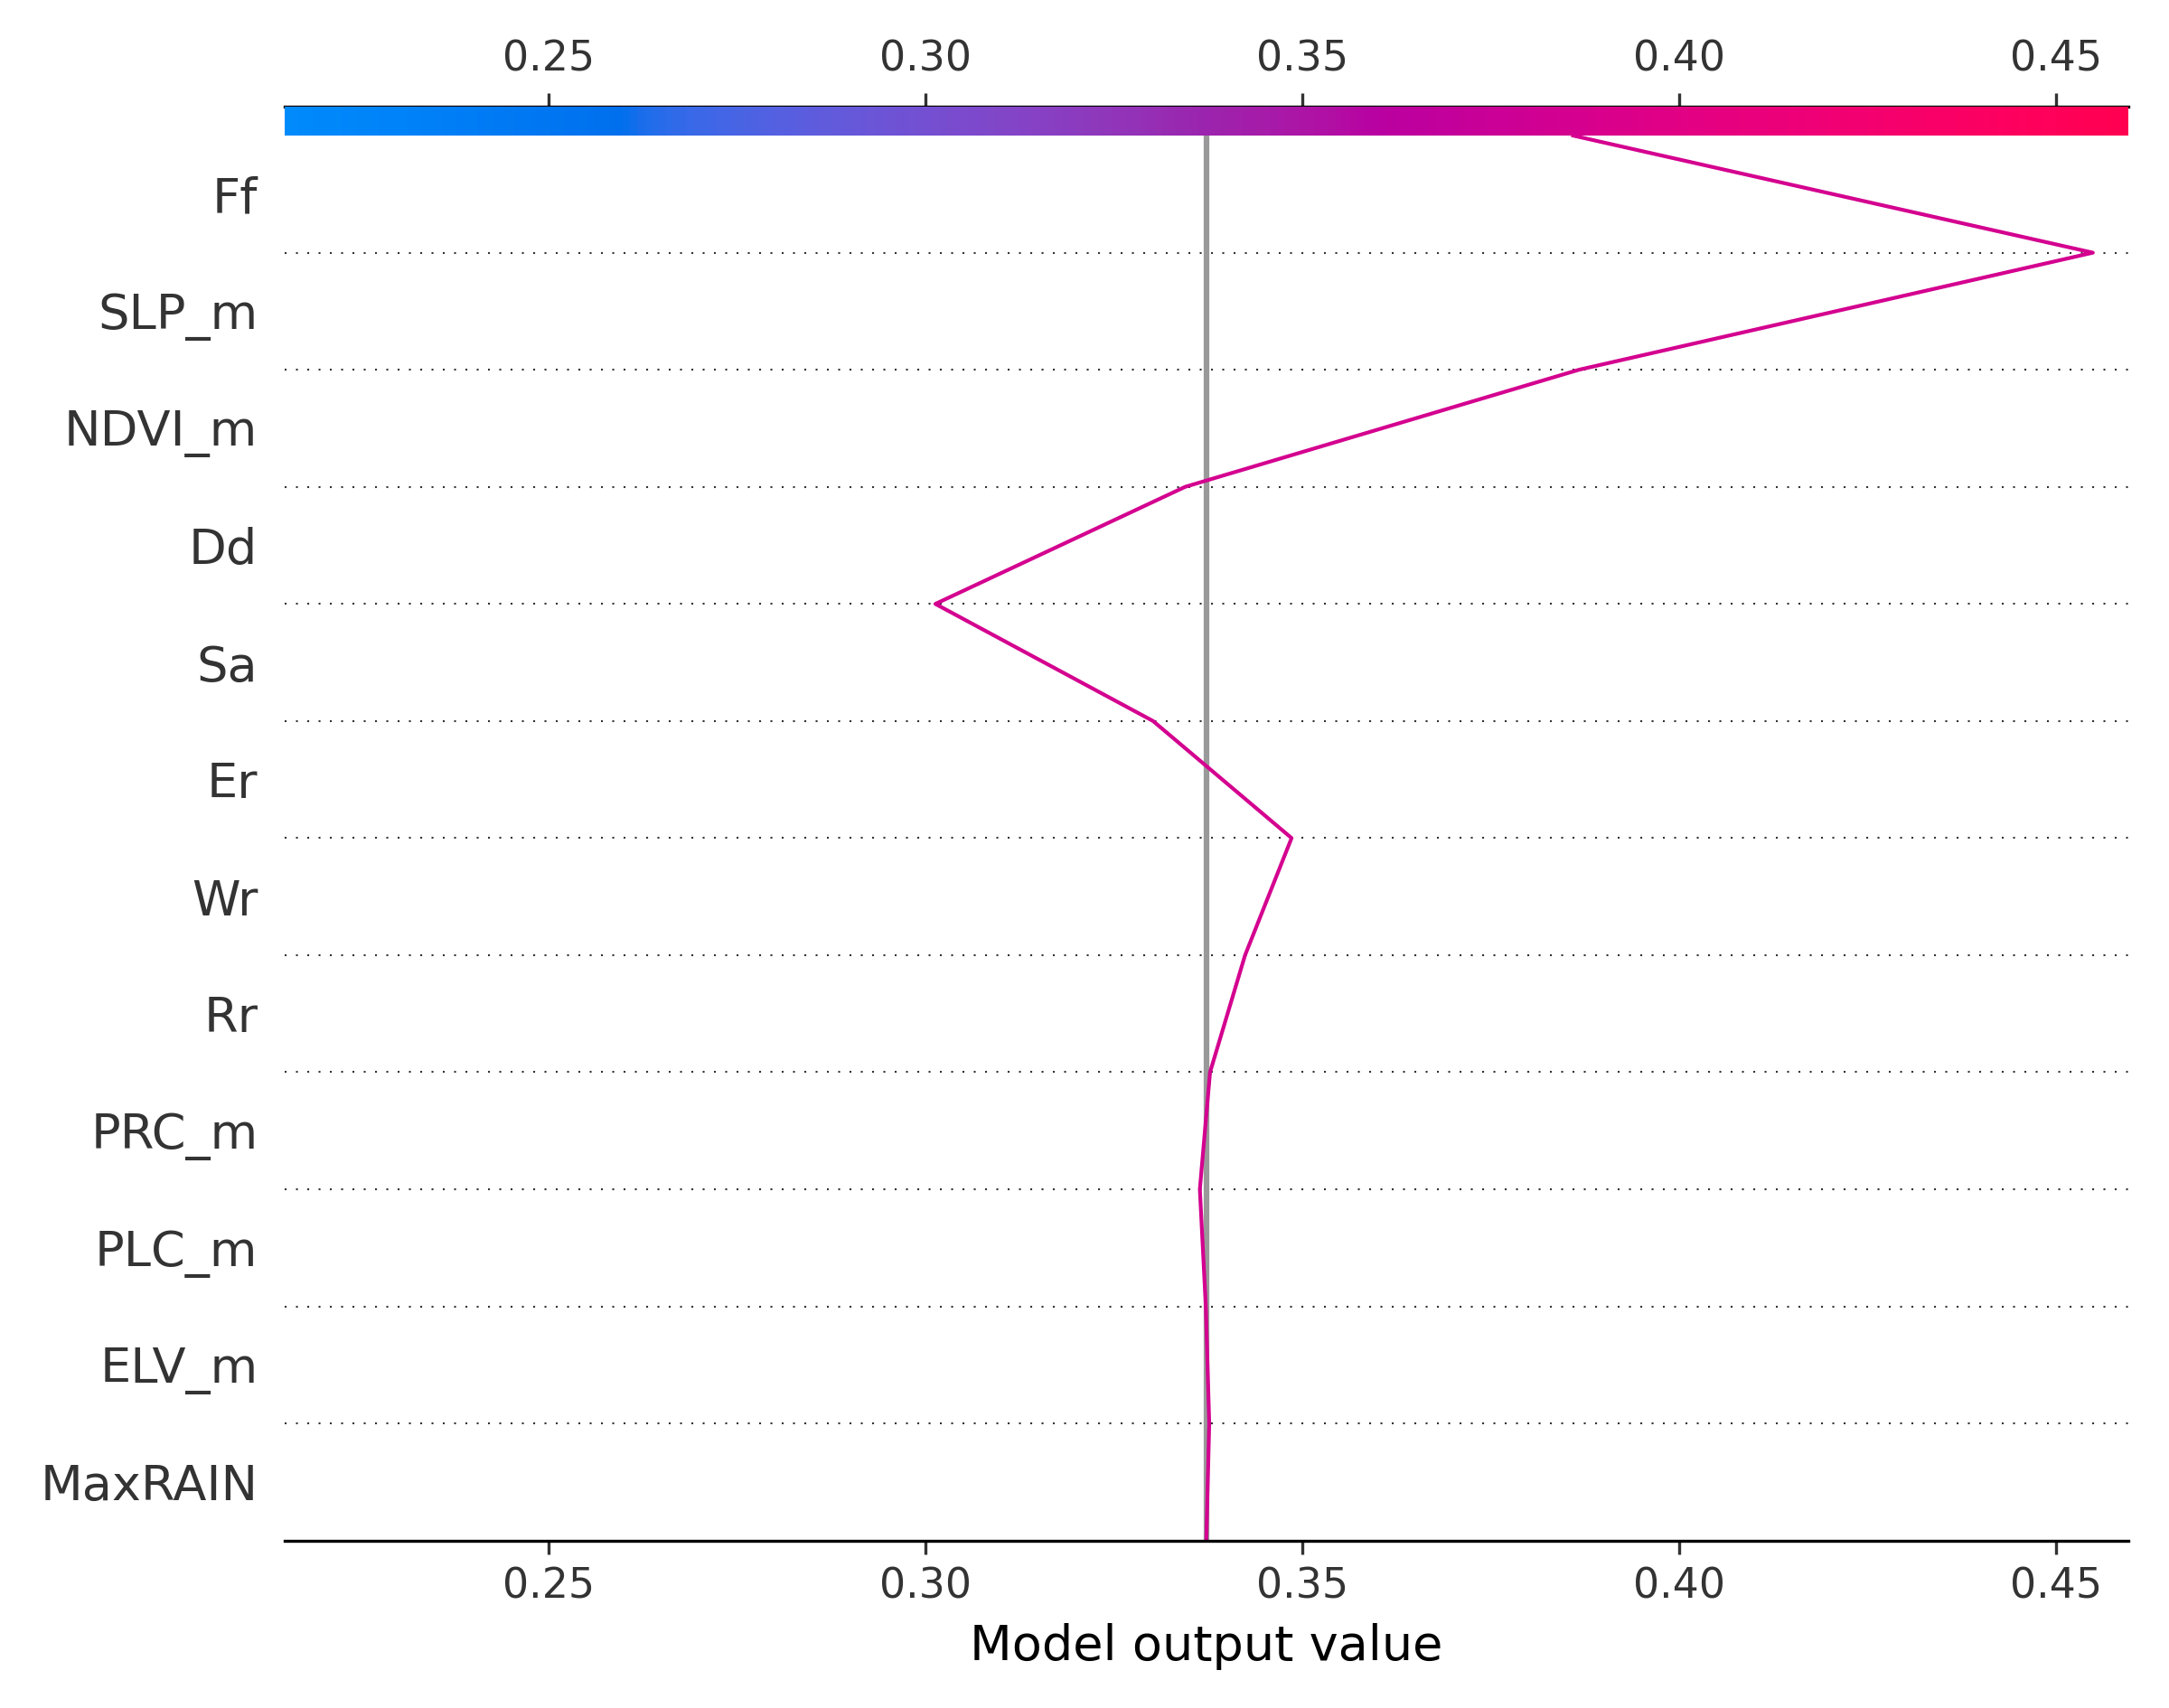 0.25 0.30 0.35 0.40 0.45
Ff
SLP_m
NDVI_m
Dd
Sa
Er
Wr
Rr
PRC_m
PLC_m
ELV_m
MaxRAIN
0.25 0.30 0.35 0.40 0.45
Model output value